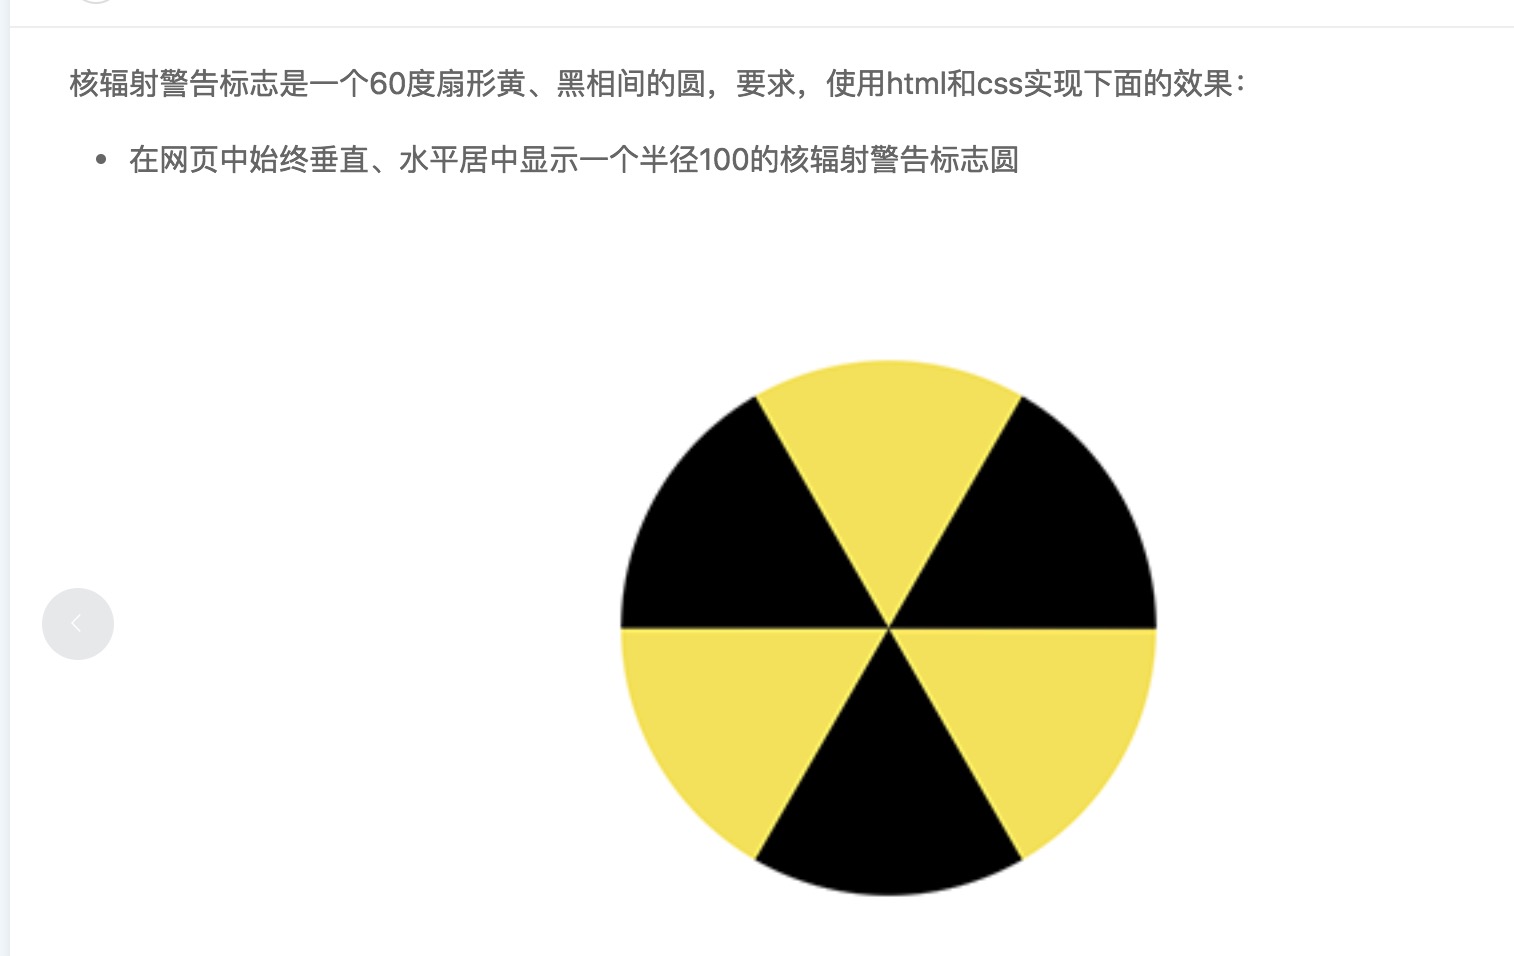 核辐射警告标志是一个60度扇形黄、黑相间的圆，要求，使用html和css实现下面的效果：
在网页中始终垂直、水平居中显示一个半径100的核辐射警告标志圆